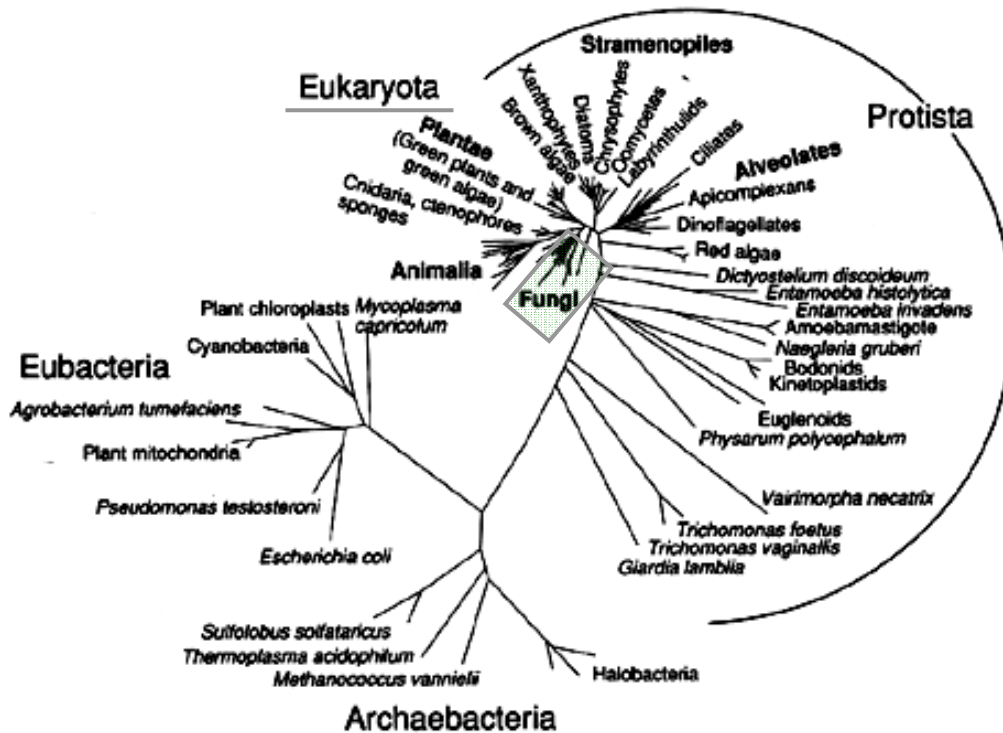 Stramenopiles
Eukaryota
Protista
Xanthophytes
Brown algae
Diatoms
Chrysophytes
Oomycetes
Labyrinthulids
Ciliates
Alveolates
Apicomplexans
Dinoflagellates
Red algae
Plantae
(Green plants and
green algae)
Cnidaria, ctenophores
sponges
Animalia
Fungi
Dictyostelium discoideum
Entamoeba histolytica
Entamoeba invadens
Amoebamastigote
Naegleria gruberi
Bodonids
Kinetoplastids
Euglenoids
Physarum polycephalum
Vairimorpha necatrix
Trichomonas foetus
Trichomonas vaginallis
Giardia lamblia
Plant chloroplasts
Mycoplasma
capricolum
Cyanobacteria
Eubacteria
Agrobacterium tumefaciens
Plant mitochondria
Pseudomonas testosteroni
Escherichia coli
Sulfolobus solfataricus
Thermoplasma acidophilum
Methanococcus vannielii
Halobacteria
Archaebacteria